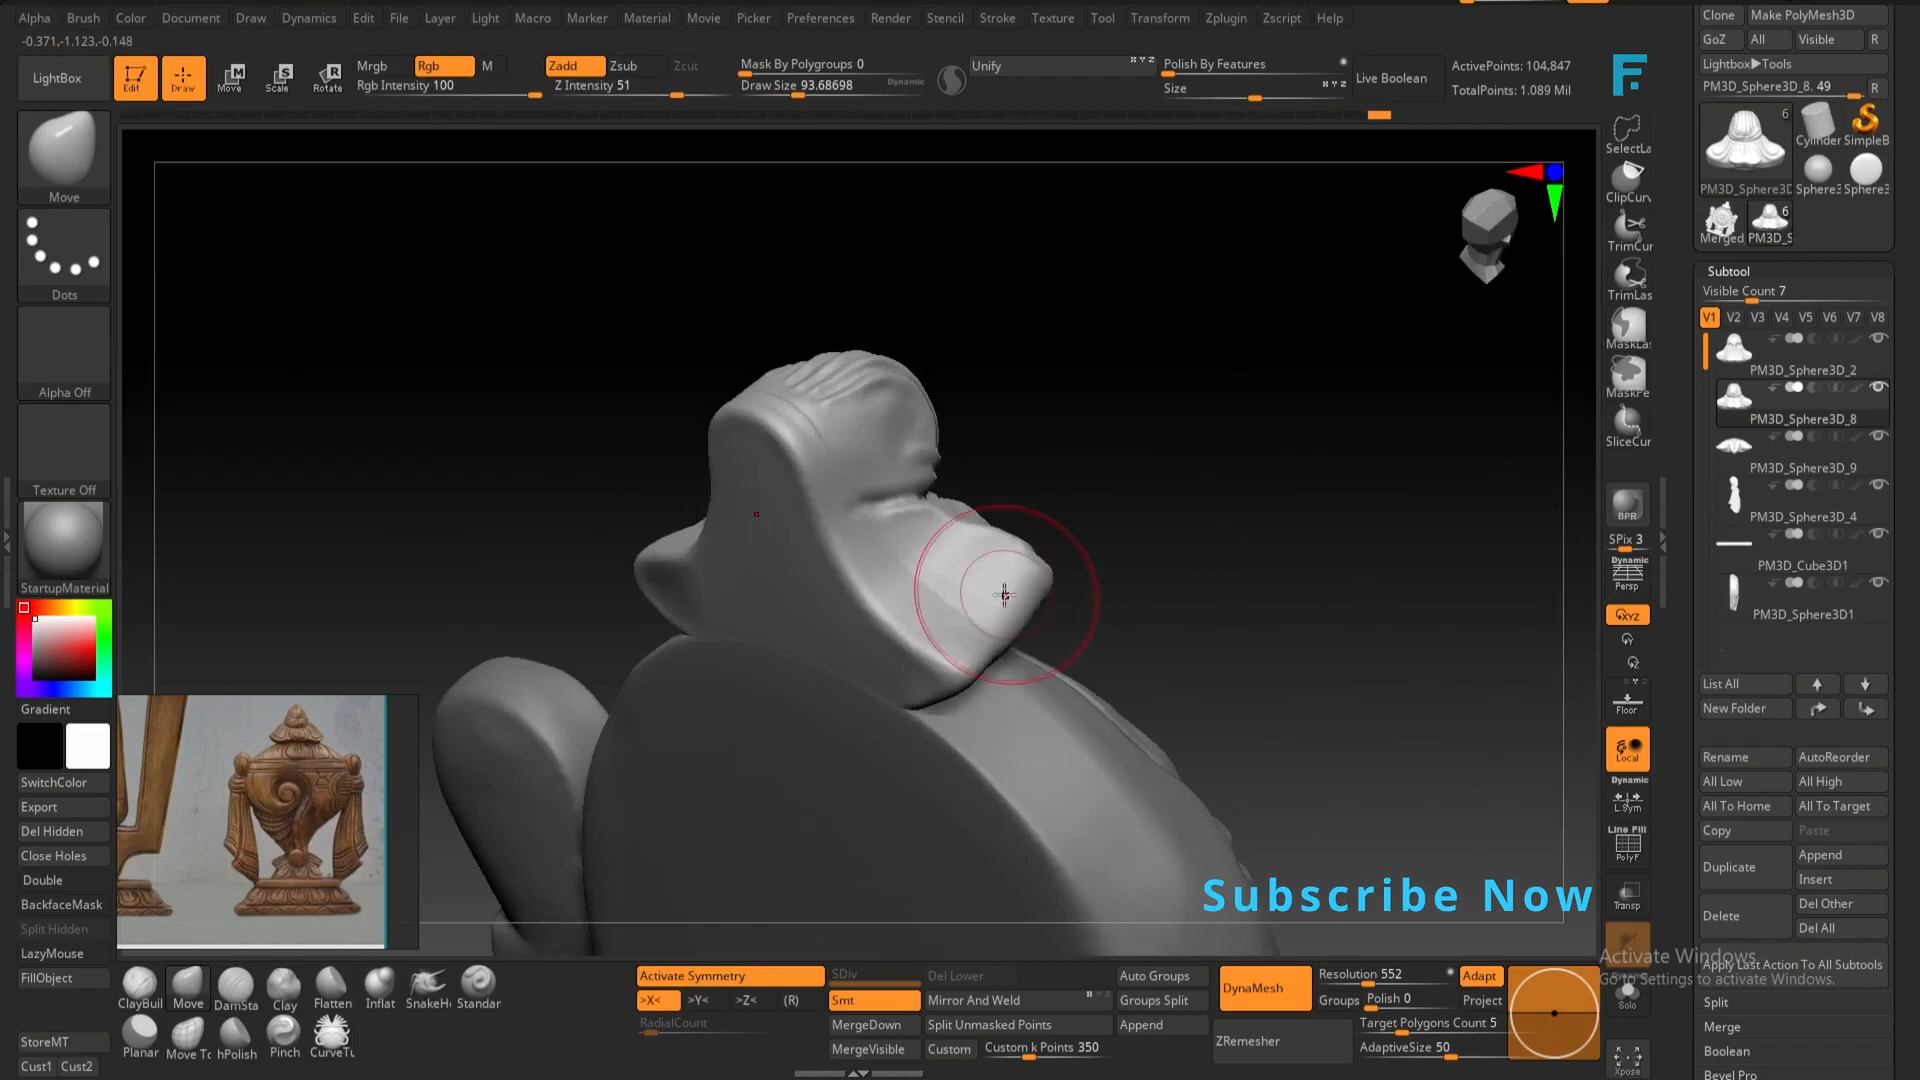 Alpha Brush Color Document Draw Dynamics Edit File Layer Light Macro Marker Material Movie Picker Preferences Render Stencil Stroke Texture Tool Transform Zplugin Zscript Help
-0.371,-1.123,-0.148
LightBox
Edit Draw Move Scale Rotate
Mrgb Rgb M
Rgb Intensity 100
Zadd Zsub Zcut
Z Intensity 51
Mask By Polygroups 0
Draw Size 93.68698 Dynamic
Unify
Polish By Features
Size
Live Boolean
ActivePoints: 104,847
TotalPoints: 1.089 Mil
Clone Make PolyMesh3D
GoZ All Visible R
Lightbox▶Tools
PM3D_Sphere3D_8. 49 R
6
Cylinder SimpleB
PM3D_Sphere3D Sphere3 Sphere3
6
Merged PM3D_S
Subtool
Visible Count 7
V1 V2 V3 V4 V5 V6 V7 V8
PM3D_Sphere3D_2
PM3D_Sphere3D_8
PM3D_Sphere3D_9
PM3D_Sphere3D_4
PM3D_Cube3D1
PM3D_Sphere3D1
List All
New Folder
Rename AutoReorder
All Low All High
All To Home All To Target
Copy Paste
Duplicate Append
Insert
Delete Del Other
Del All
Apply Last Action To All Subtools
Split
Merge
Boolean
Bevel Pro
Move
Dots
Alpha Off
Texture Off
StartupMaterial
Gradient
SwitchColor
Export
Del Hidden
Close Holes
Double
BackfaceMask
Split Hidden
LazyMouse
FillObject
StoreMT
Cust1 Cust2
SelectLa
ClipCurv
TrimCur
TrimLas
MaskLas
MaskPe
SliceCur
BPR
SPix 3
Dynamic
Persp
XYZ
Floor
Local
Dynamic
L.Sym
Line Fill
PolyF
Transp
Solo
Xpose
Subscribe Now
Activate Windows
Go to Settings to activate Windows.
ClayBuil Move DamSta Clay Flatten Inflat SnakeH Standar
Planar Move To hPolish Pinch CurveTu
Activate Symmetry
>X< >Y< >Z< (R)
RadialCount
SDiv Del Lower
Smt Mirror And Weld
MergeDown Split Unmasked Points
MergeVisible Custom Custom k Points 350
Auto Groups
Groups Split
Append
DynaMesh
ZRemesher
Resolution 552 Adapt
Groups Polish 0 Project
Target Polygons Count 5
AdaptiveSize 50